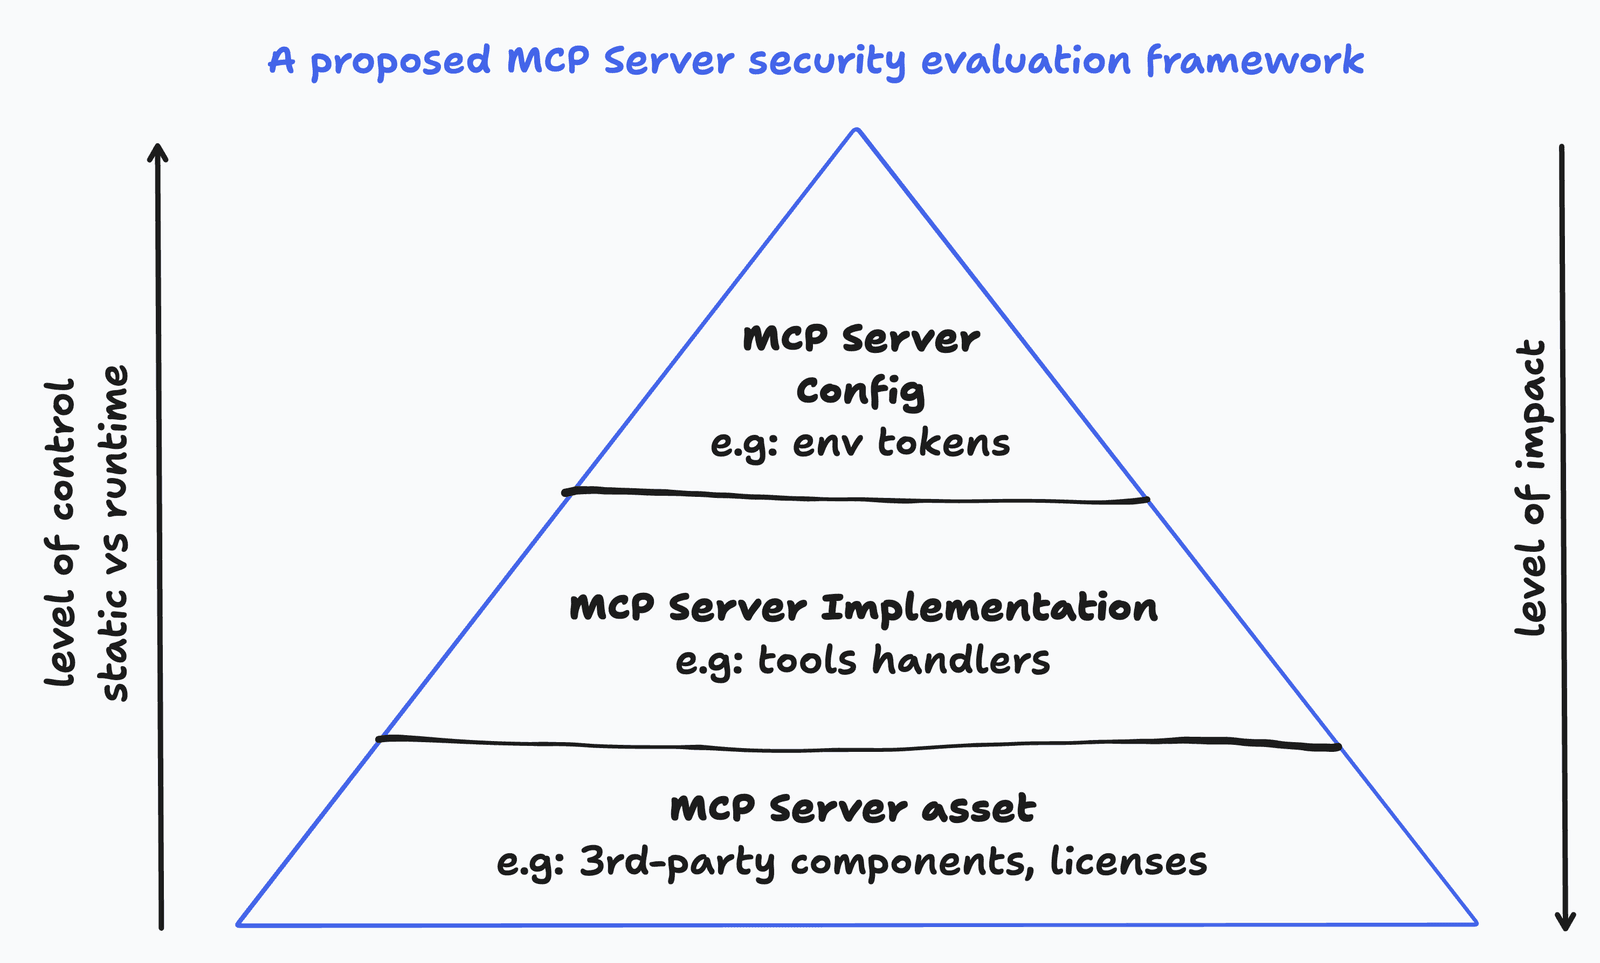 A proposed MCP Server security evaluation framework
level of control
static vs runtime
MCP Server
Config
e.g: env tokens
MCP Server Implementation
e.g: tools handlers
MCP Server asset
e.g: 3rd-party components, licenses
level of impact